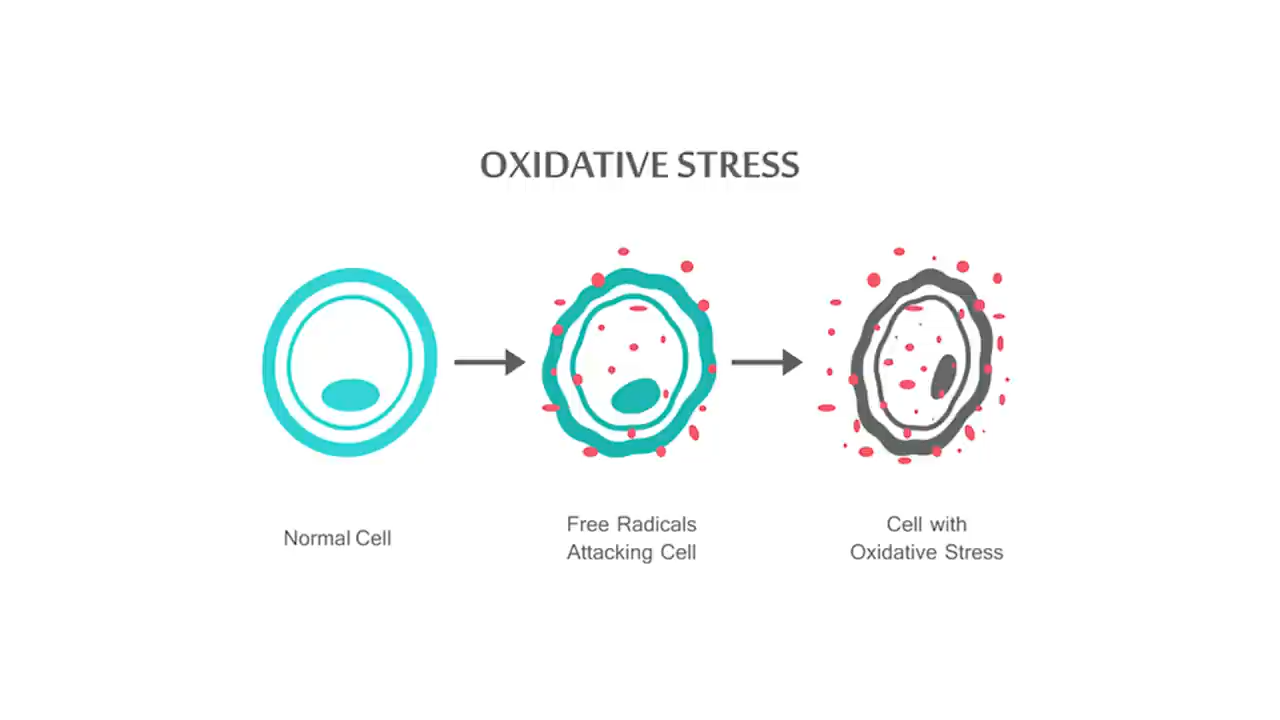 OXIDATIVE STRESS
Normal Cell
Free Radicals
Attacking Cell
Cell with
Oxidative Stress